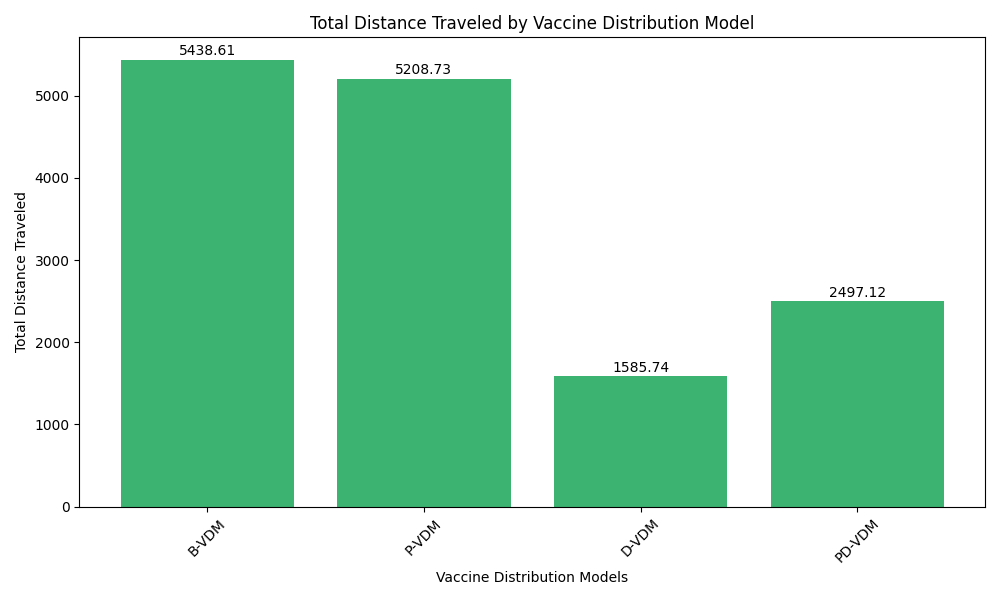 Total Distance Traveled by Vaccine Distribution Model
5438.61
5208.73
1585.74
2497.12
5000
4000
3000
2000
1000
0
Total Distance Traveled
B-VDM
P-VDM
D-VDM
PD-VDM
Vaccine Distribution Models